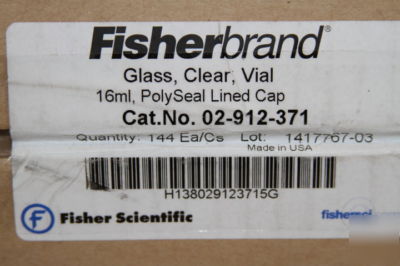 Fisherbrand®
Glass, Clear, Vial
16ml, PolySeal Lined Cap
Cat.No. 02-912-371
Quantity: 144 Ea/Cs Lot: 1417767-03
Made in USA
H138029123715G
Fisher Scientific